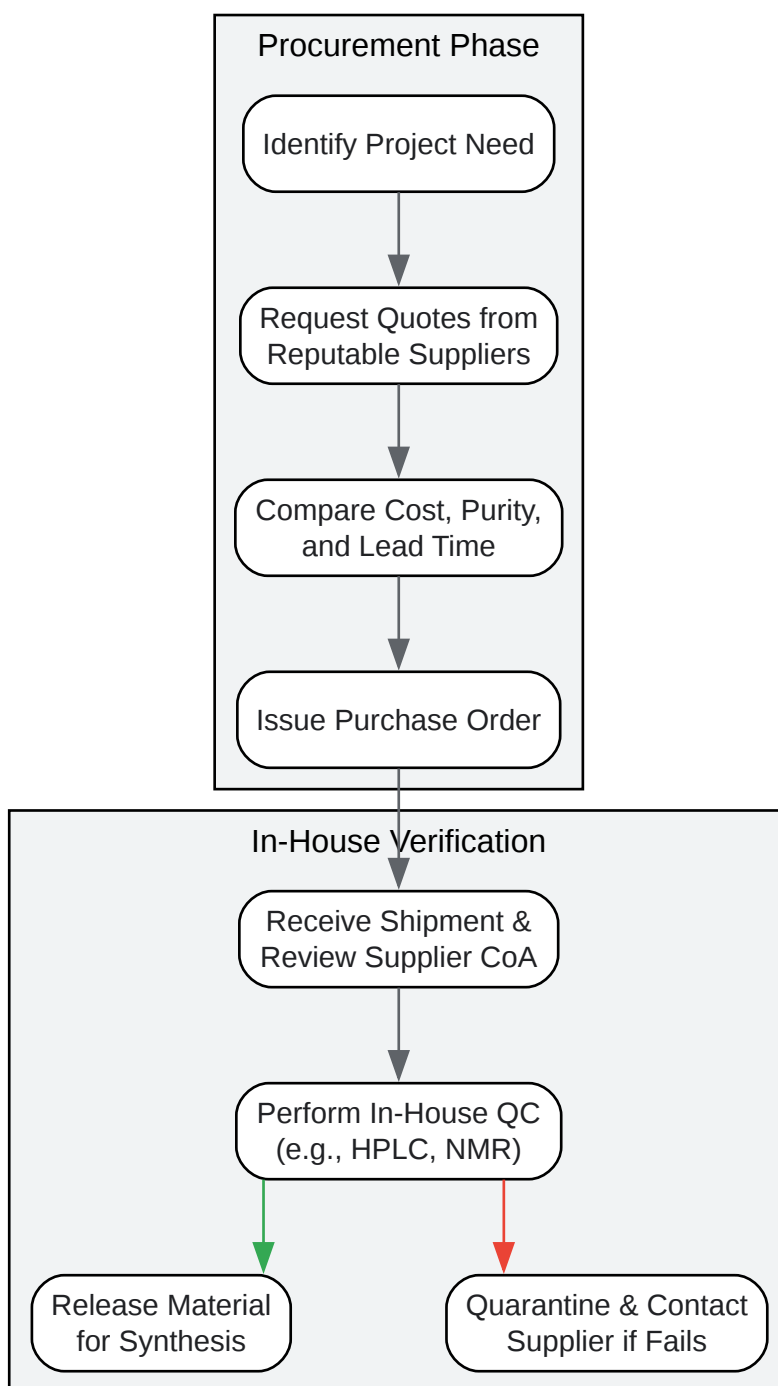 Procurement Phase
Identify Project Need
Request Quotes from
Reputable Suppliers
Compare Cost, Purity,
and Lead Time
Issue Purchase Order
In-House Verification
Receive Shipment &
Review Supplier CoA
Perform In-House QC
(e.g., HPLC, NMR)
Release Material
for Synthesis
Quarantine & Contact
Supplier if Fails